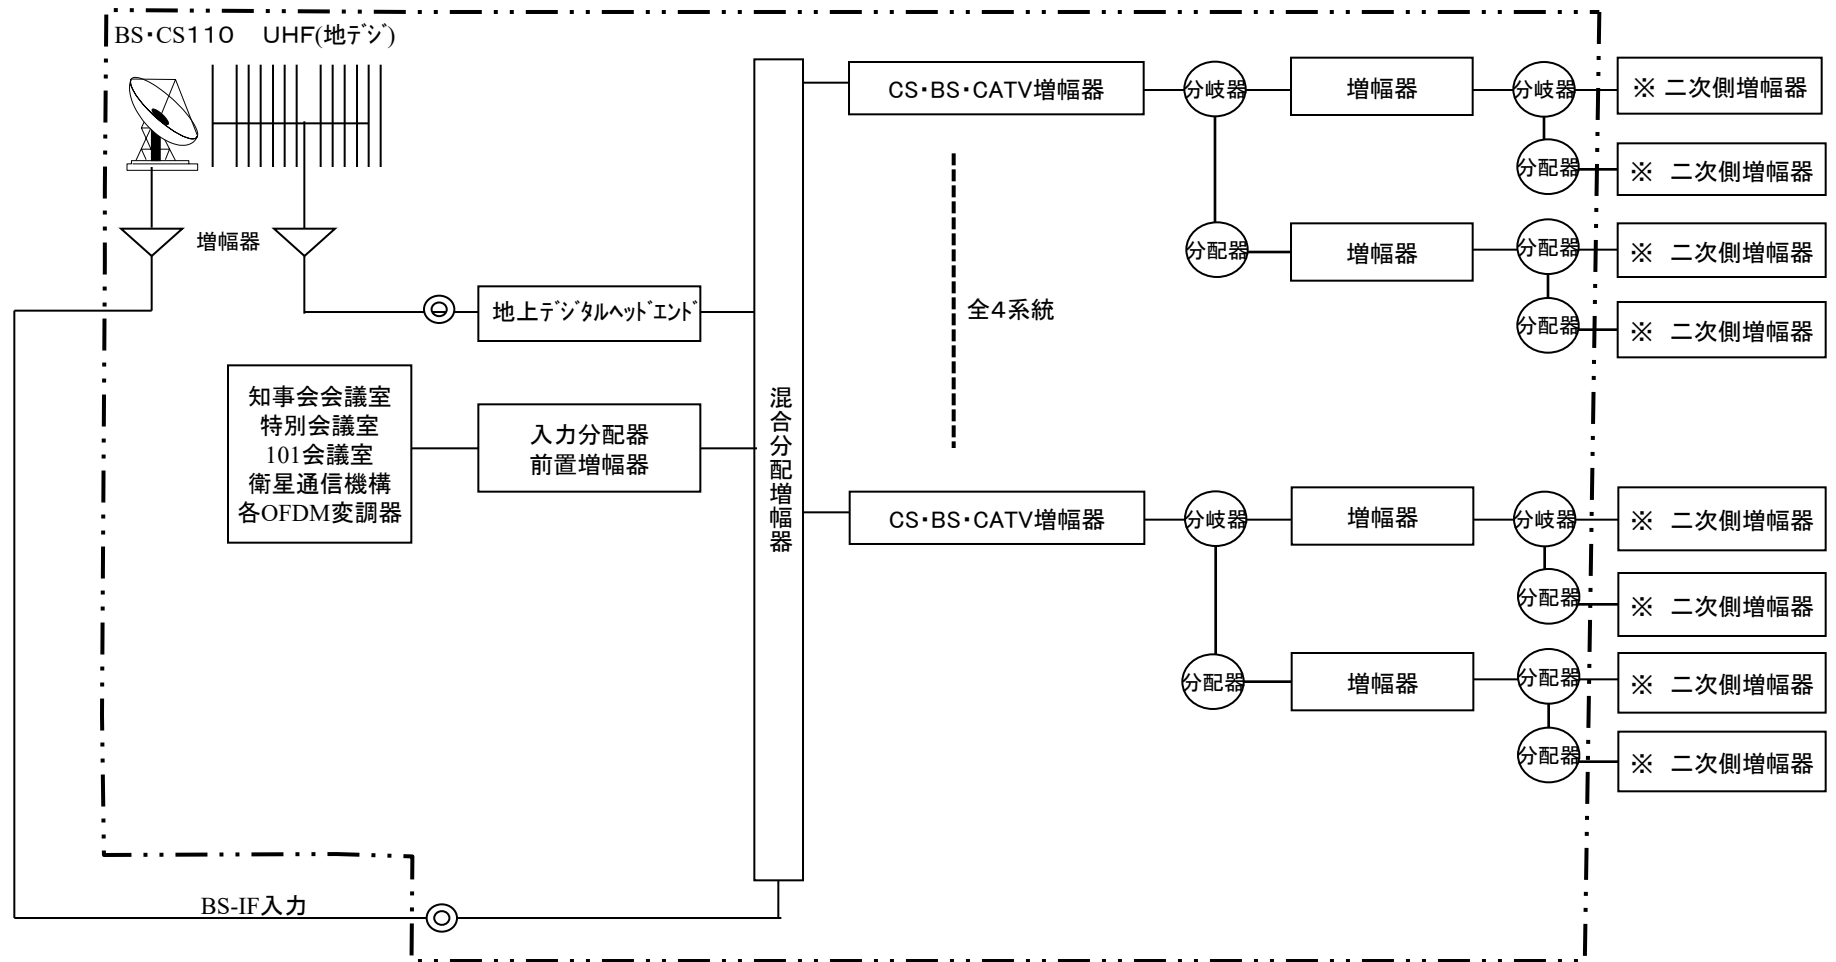 BS・CS110　UHF(地ﾃﾞｼﾞ)
増幅器
地上ﾃﾞｼﾞﾀﾙﾍｯﾄﾞｴﾝﾄﾞ
知事会会議室
特別会議室
101会議室
衛星通信機構
各OFDM変調器
入力分配器
前置増幅器
BS-IF入力
混合分配増幅器
CS・BS・CATV増幅器
分岐器
増幅器
分岐器
※ 二次側増幅器
分配器
※　二次側増幅器
分配器
増幅器
分配器
※　二次側増幅器
分配器
※　二次側増幅器
全4系統
CS・BS・CATV増幅器
分岐器
増幅器
分岐器
※　二次側増幅器
分配器
※　二次側増幅器
分配器
増幅器
分配器
※　二次側増幅器
分配器
※　二次側増幅器